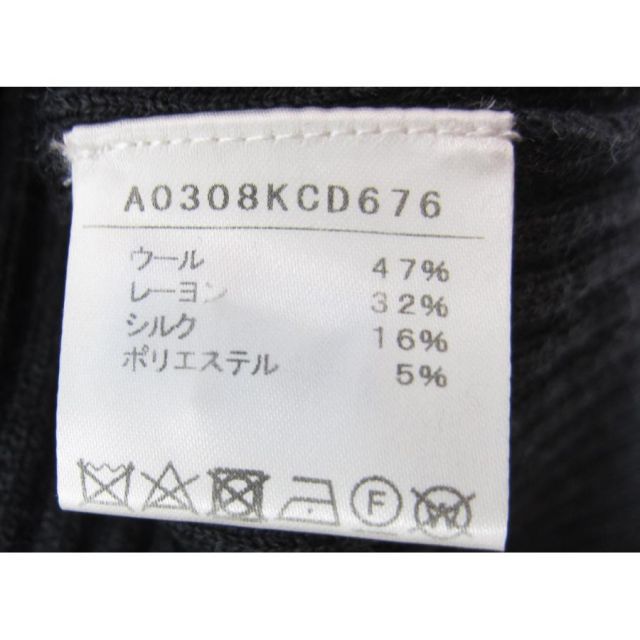 A0308KCD676
ウール 47%
レーヨン 32%
シルク 16%
ポリエステル 5%
F W